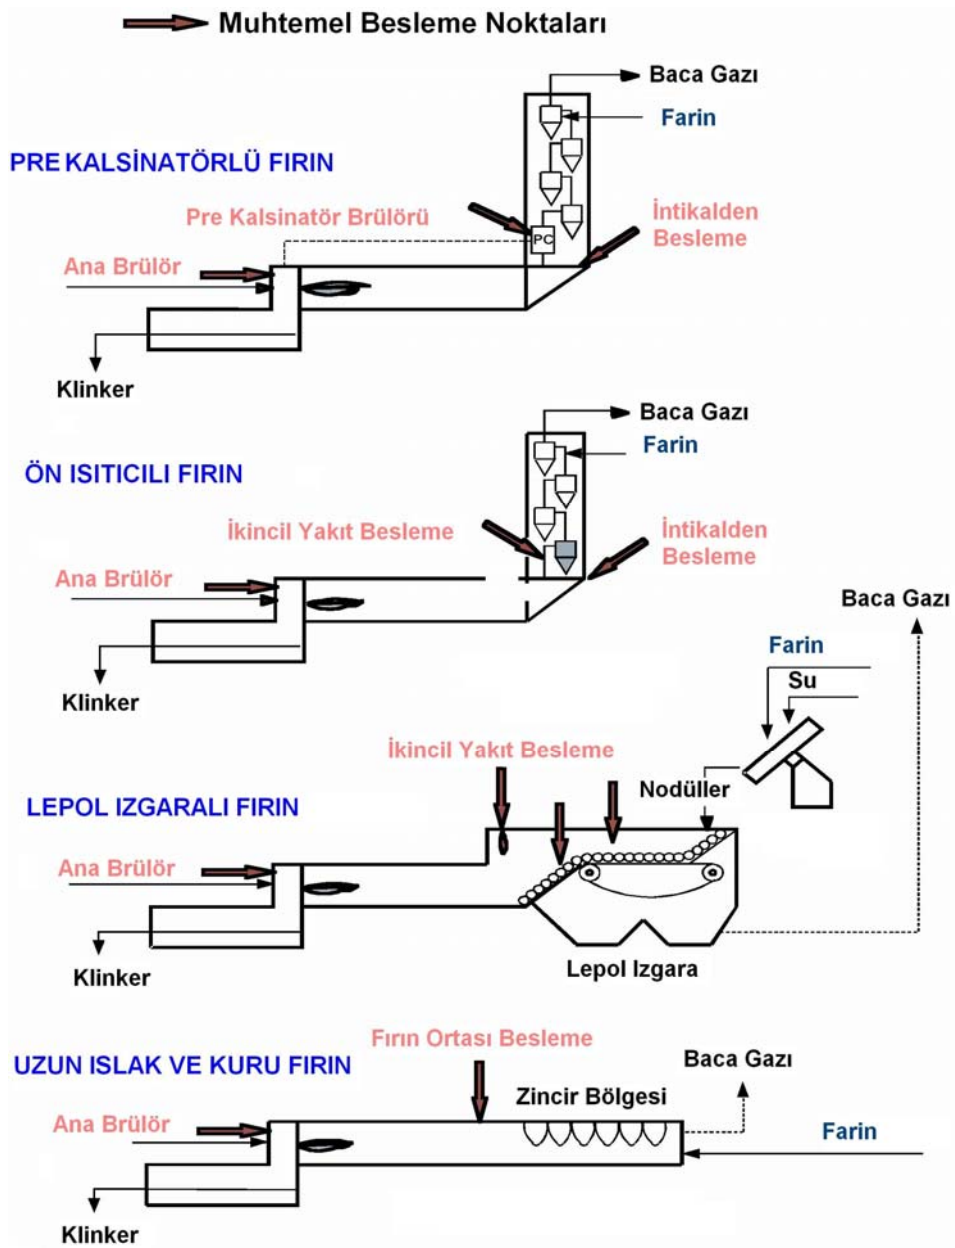 Muhtemel Besleme Noktaları
Baca Gazı
Farin
PRE KALSİNATÖRLÜ FIRIN
Pre Kalsinatör Brülörü
İntikalden
Besleme
PC
Ana Brülör
Klinker
Baca Gazı
Farin
ÖN ISITICILI FIRIN
İkincil Yakıt Besleme
İntikalden
Besleme
Ana Brülör
Klinker
Baca Gazı
Farin
Su
İkincil Yakıt Besleme
Nodüller
LEPOL IZGARALI FIRIN
Ana Brülör
Klinker
Lepol Izgara
Fırın Ortası Besleme
UZUN ISLAK VE KURU FIRIN
Baca Gazı
Zincir Bölgesi
Ana Brülör
Farin
Klinker